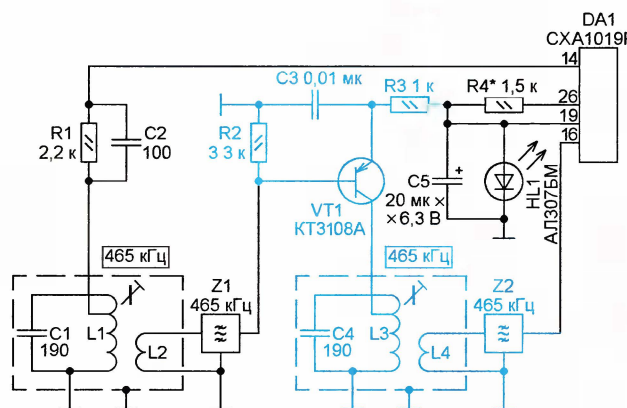 DA1
CXA1019P
14
C3 0,01 мк
R3 1 к
R4* 1,5 к
26
19
16
R1
2,2 к
C2
100
R2
3 3 к
C5
+
20 мк ×
× 6,3 В
HL1
АЛ307БМ
VT1
КТ3108А
465 кГц
465 кГц
Z1
465 кГц
Z2
465 кГц
C1
190
L1
L2
C4
190
L3
L4